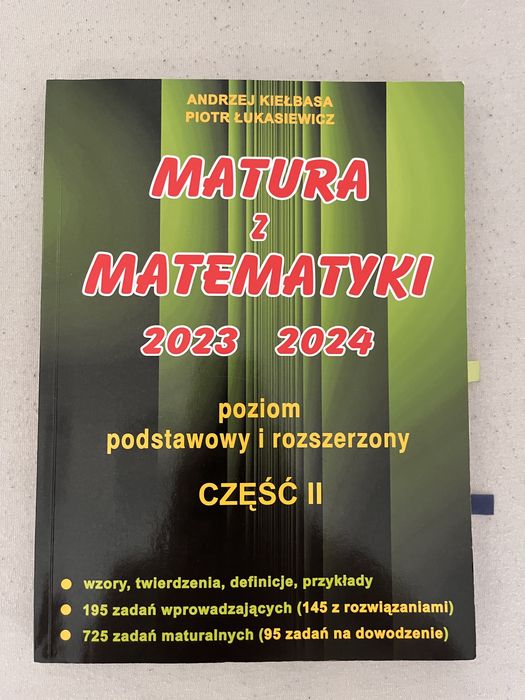 ANDRZEJ KIEŁBASA
PIOTR ŁUKASIEWICZ
MATURA
Z
MATEMATYKI
2023 2024
poziom
podstawowy i rozszerzony
CZĘŚĆ II
wzory, twierdzenia, definicje, przykłady
195 zadań wprowadzających (145 z rozwiązaniami)
725 zadań maturalnych (95 zadań na dowodzenie)